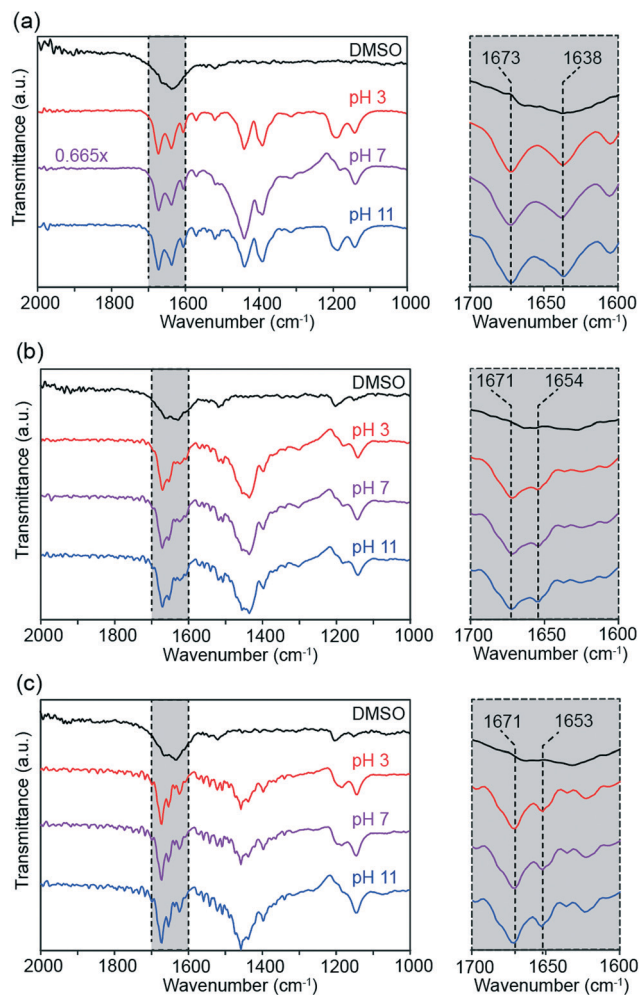 (a)
DMSO
1673 1638
pH 3
0.665x
pH 7
pH 11
Transmittance (a.u.)
2000 1800 1600 1400 1200 1000
Wavenumber (cm⁻¹)
1700 1650 1600
Wavenumber (cm⁻¹)
(b)
DMSO
1671 1654
pH 3
pH 7
pH 11
Transmittance (a.u.)
2000 1800 1600 1400 1200 1000
Wavenumber (cm⁻¹)
1700 1650 1600
Wavenumber (cm⁻¹)
(c)
DMSO
1671 1653
pH 3
pH 7
pH 11
Transmittance (a.u.)
2000 1800 1600 1400 1200 1000
Wavenumber (cm⁻¹)
1700 1650 1600
Wavenumber (cm⁻¹)